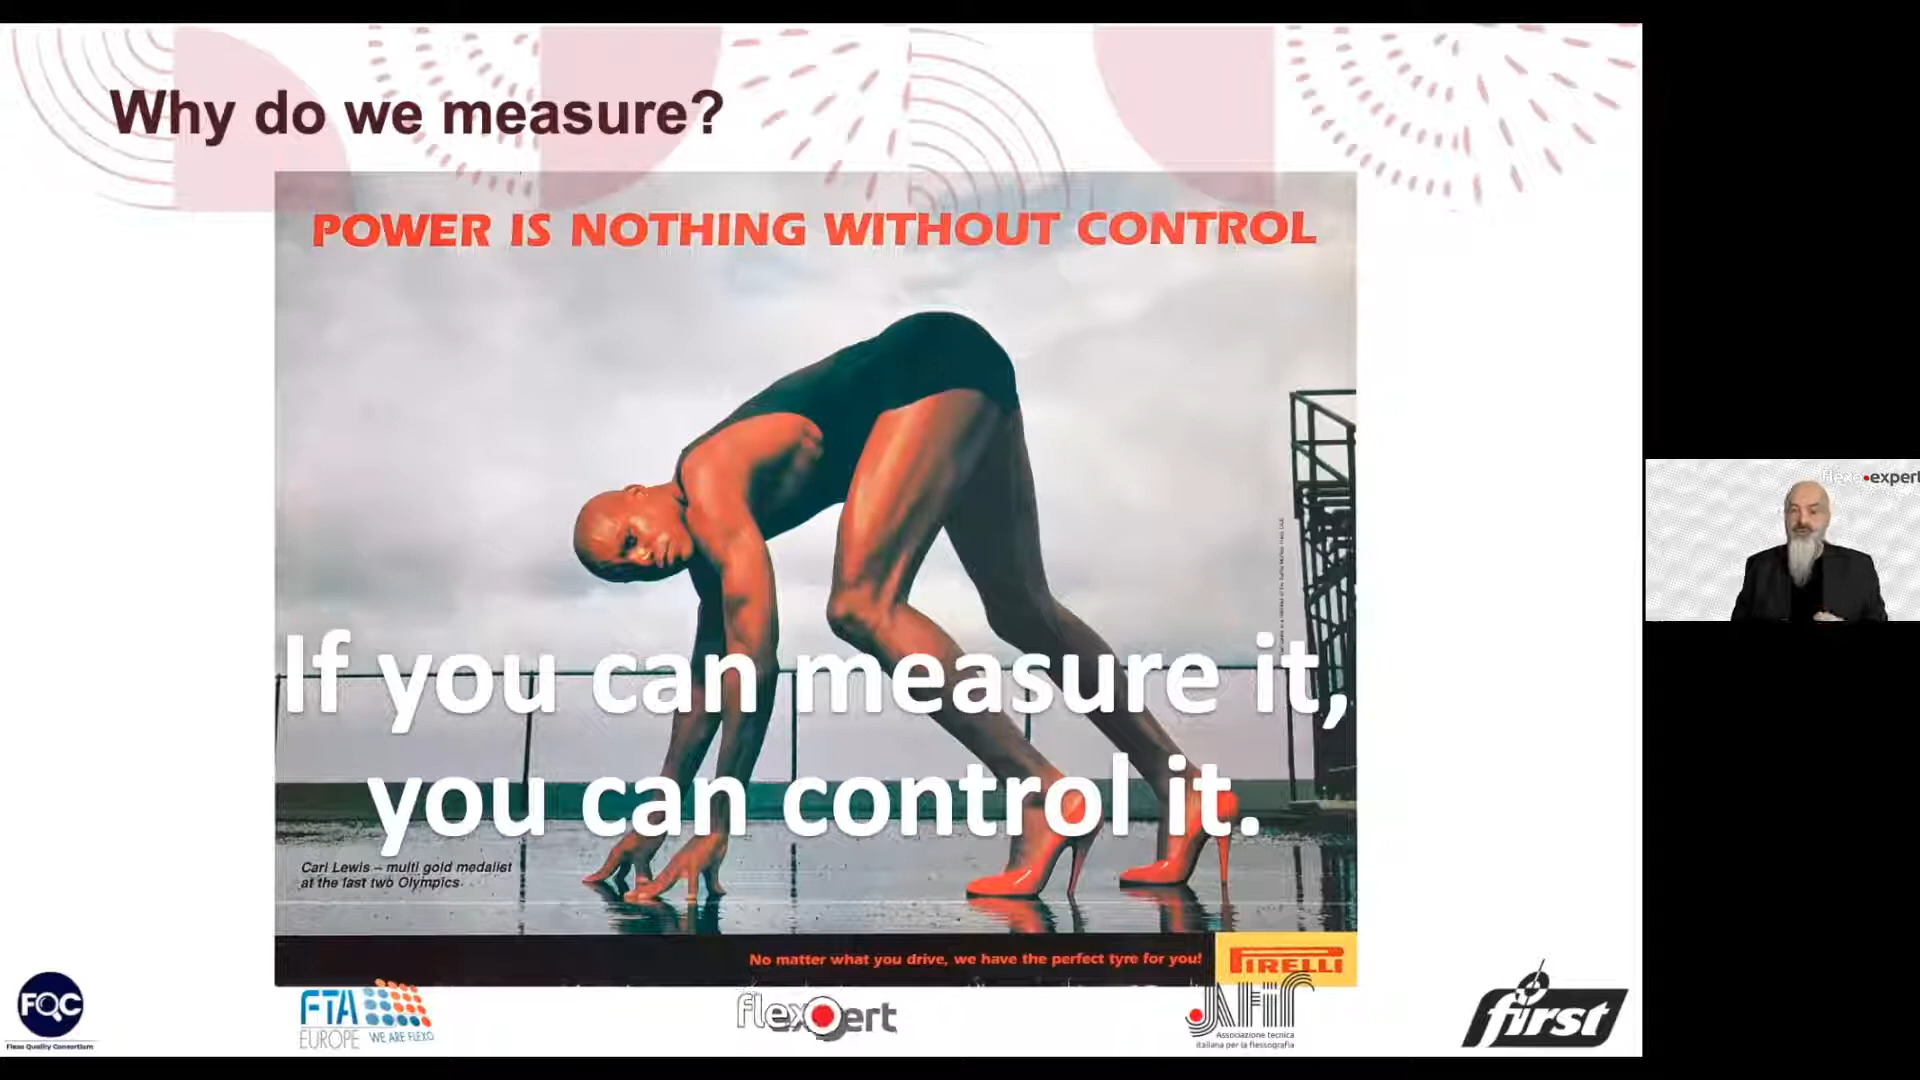 Why do we measure?
POWER IS NOTHING WITHOUT CONTROL
If you can measure it,
you can control it.
Carl Lewis – multi gold medalist
at the last two Olympics
No matter what you drive, we have the perfect tyre for you!
PIRELLI
flexo expert
FQC
Flexo Quality Consortium
FTA
EUROPE WE ARE FLEXO
flexoexpert
ATIF
Associazione tecnica
italiana per la flessografia
first